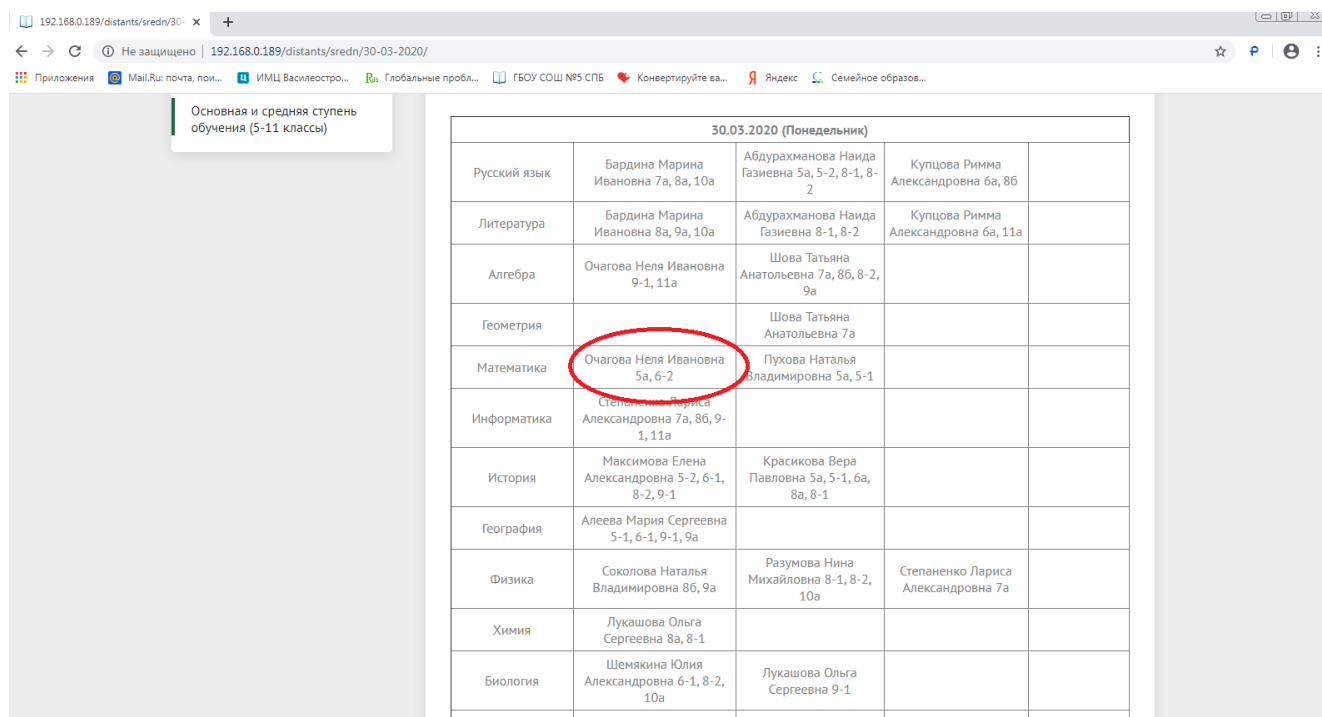 192.168.0.189/distants/sredn/30-
Не защищено | 192.168.0.189/distants/sredn/30-03-2020/
Приложения Mail.Ru: почта, пои... ИМЦ Василеостро... Глобальные пробл... ГБОУ СОШ №5 СПБ Конвертируйте ва... Яндекс Семейное образов...
Основная и средняя ступень
обучения (5-11 классы)
30.03.2020 (Понедельник)
Русский язык
Бардина Марина
Ивановна 7а, 8а, 10а
Абдурахманова Наида
Газиевна 5а, 5-2, 8-1, 8-
2
Купцова Римма
Александровна 6а, 8б
Литература
Бардина Марина
Ивановна 8а, 9а, 10а
Абдурахманова Наида
Газиевна 8-1, 8-2
Купцова Римма
Александровна 6а, 11а
Алгебра
Очагова Неля Ивановна
9-1, 11а
Шова Татьяна
Анатольевна 7а, 8б, 8-2,
9а
Геометрия
Шова Татьяна
Анатольевна 7а
Математика
Очагова Неля Ивановна
5а, 6-2
Пухова Наталья
Владимировна 5а, 5-1
Информатика
Степаненко Лариса
Александровна 7а, 8б, 9-
1, 11а
История
Максимова Елена
Александровна 5-2, 6-1,
8-2, 9-1
Красикова Вера
Павловна 5а, 5-1, 6а,
8а, 8-1
География
Алеева Мария Сергеевна
5-1, 6-1, 9-1, 9а
Физика
Соколова Наталья
Владимировна 8б, 9а
Разумова Нина
Михайловна 8-1, 8-2,
10а
Степаненко Лариса
Александровна 7а
Химия
Лукашова Ольга
Сергеевна 8а, 8-1
Биология
Шемякина Юлия
Александровна 6-1, 8-2,
10а
Лукашова Ольга
Сергеевна 9-1